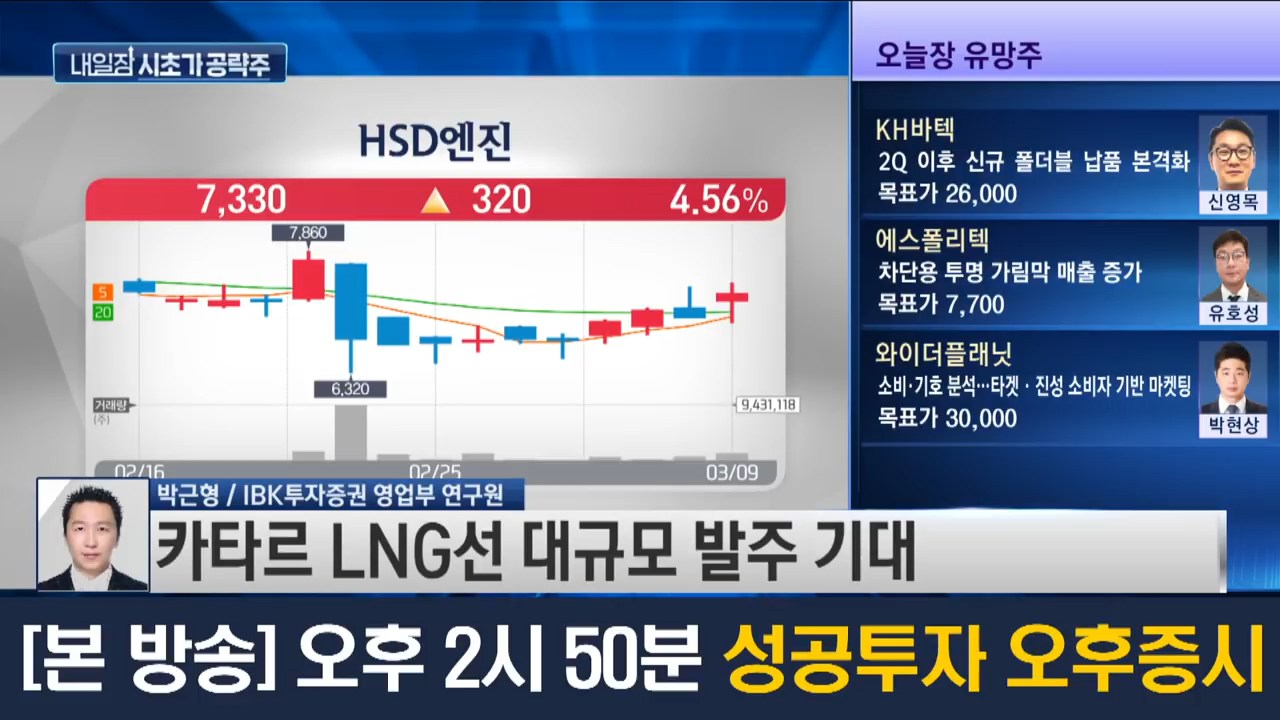 내일장 시초가 공략주
오늘장 유망주
HSD엔진
7,330 ▲ 320 4.56%
7,860
5
20
6,320
거래량
(주)
9,431,118
02/16 02/25 03/09
KH바텍
2Q 이후 신규 폴더블 납품 본격화
목표가 26,000
신영목
에스폴리텍
차단용 투명 가림막 매출 증가
목표가 7,700
유호성
와이더플래닛
소비·기호 분석…타겟·진성 소비자 기반 마켓팅
목표가 30,000
박현상
박근형 / IBK투자증권 영업부 연구원
카타르 LNG선 대규모 발주 기대
[본 방송] 오후 2시 50분 성공투자 오후증시